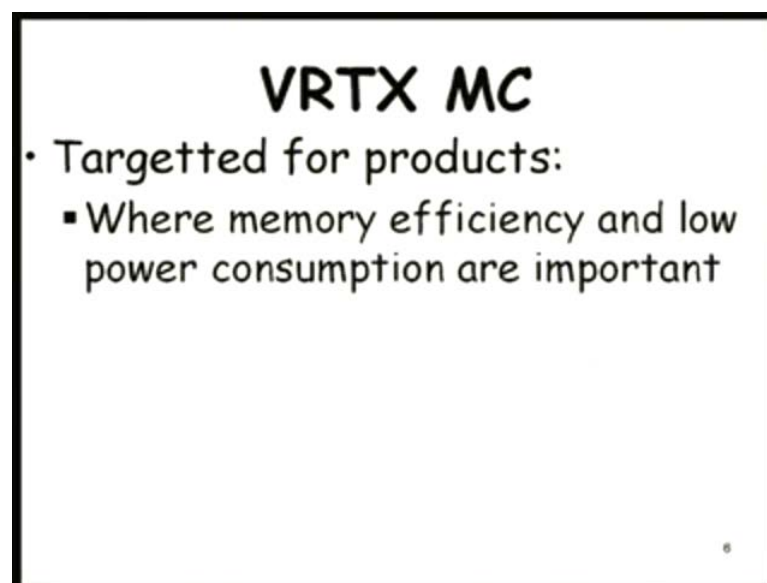 VRTX MC
• Targetted for products:
▪ Where memory efficiency and low
power consumption are important
6